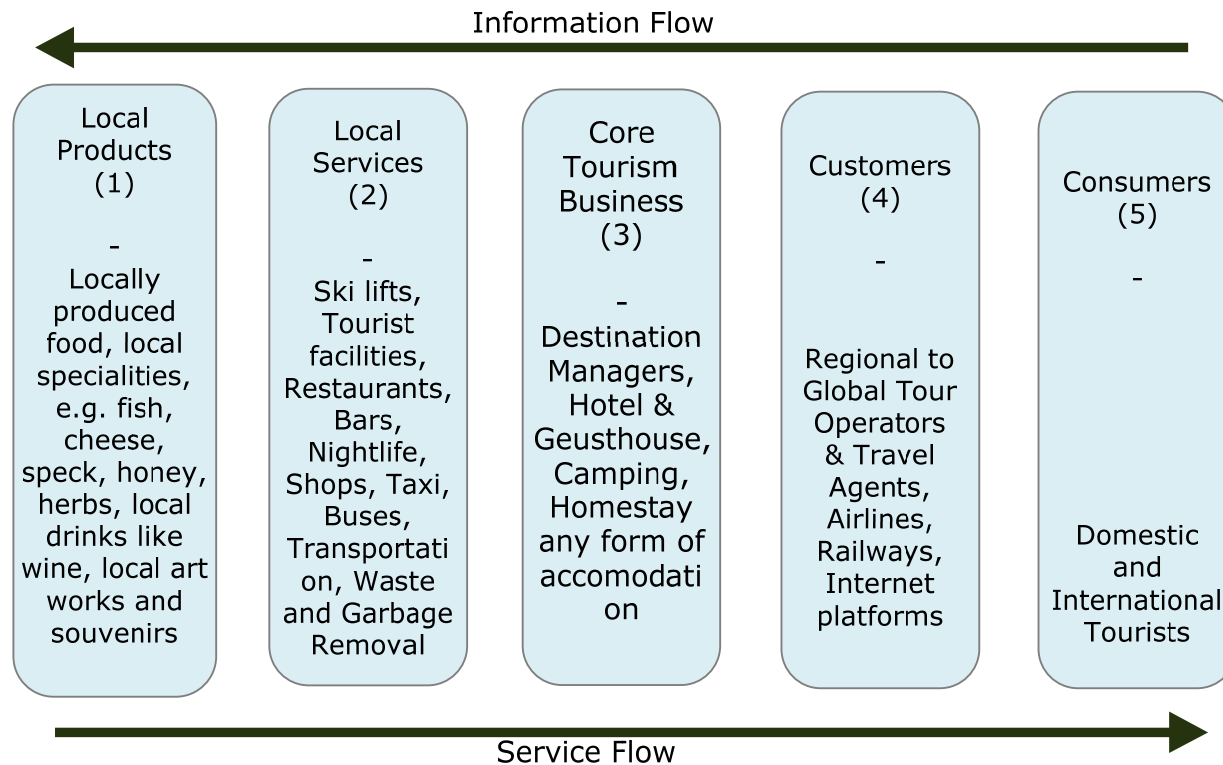 Information Flow
Local
Products
(1)
-
Locally
produced
food, local
specialities,
e.g. fish,
cheese,
speck, honey,
herbs, local
drinks like
wine, local art
works and
souvenirs
Local
Services
(2)
-
Ski lifts,
Tourist
facilities,
Restaurants,
Bars,
Nightlife,
Shops, Taxi,
Buses,
Transportati
on, Waste
and Garbage
Removal
Core
Tourism
Business
(3)
-
Destination
Managers,
Hotel &
Geusthouse,
Camping,
Homestay
any form of
accomodati
on
Customers
(4)
-
Regional to
Global Tour
Operators
& Travel
Agents,
Airlines,
Railways,
Internet
platforms
Consumers
(5)
-
Domestic
and
International
Tourists
Service Flow